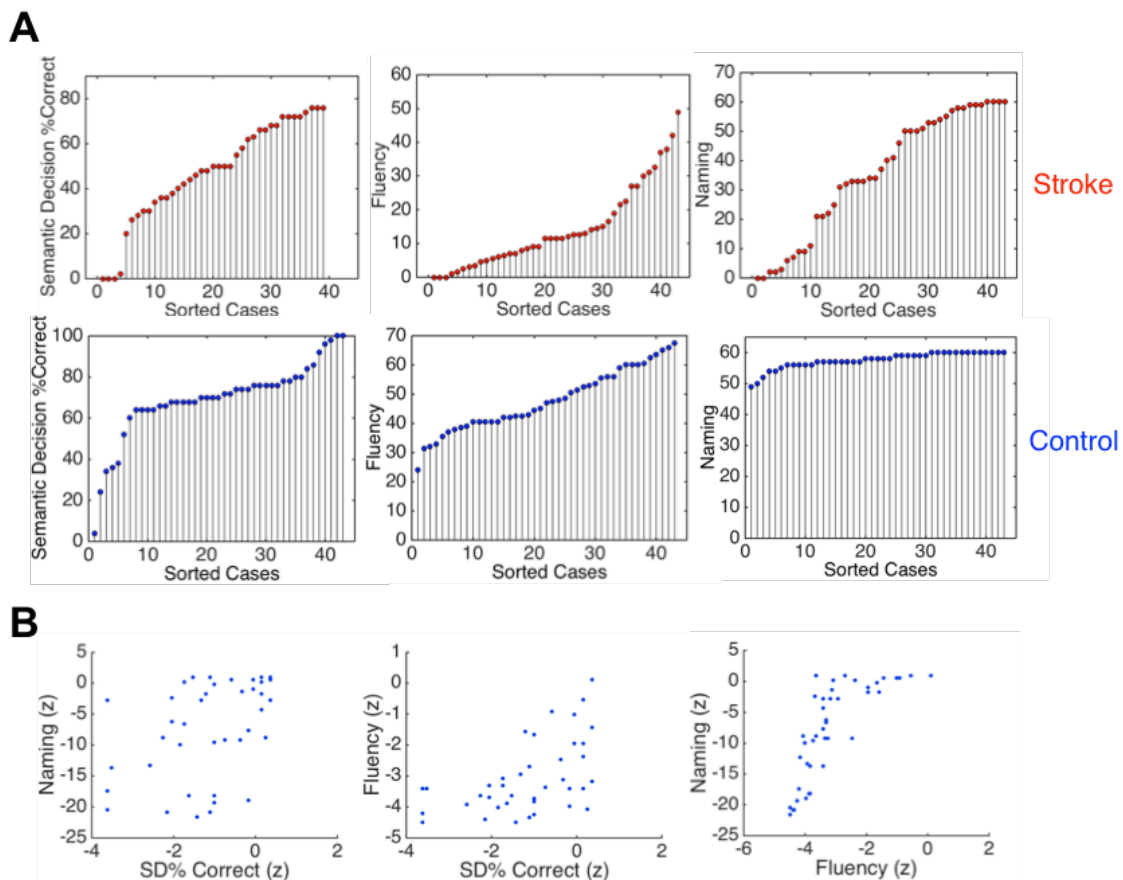 A
Semantic Decision %Correct
80
60
40
20
0
0 10 20 30 40
Sorted Cases
Fluency
60
50
40
30
20
10
0
0 10 20 30 40
Sorted Cases
Naming
70
60
50
40
30
20
10
0
0 10 20 30 40
Sorted Cases
Stroke
Semantic Decision %Correct
100
80
60
40
20
0
0 10 20 30 40
Sorted Cases
Fluency
70
60
50
40
30
20
10
0
0 10 20 30 40
Sorted Cases
Naming
60
50
40
30
20
10
0
0 10 20 30 40
Sorted Cases
Control
B
Naming (z)
5
0
-5
-10
-15
-20
-25
-4 -2 0 2
SD% Correct (z)
Fluency (z)
1
0
-1
-2
-3
-4
-5
-4 -2 0 2
SD% Correct (z)
Naming (z)
5
0
-5
-10
-15
-20
-25
-6 -4 -2 0 2
Fluency (z)